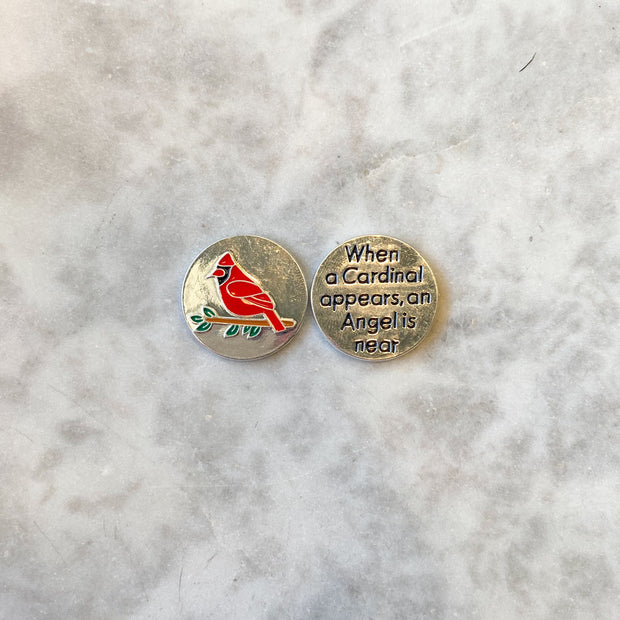 When
a Cardinal
appears, an
Angel is
near